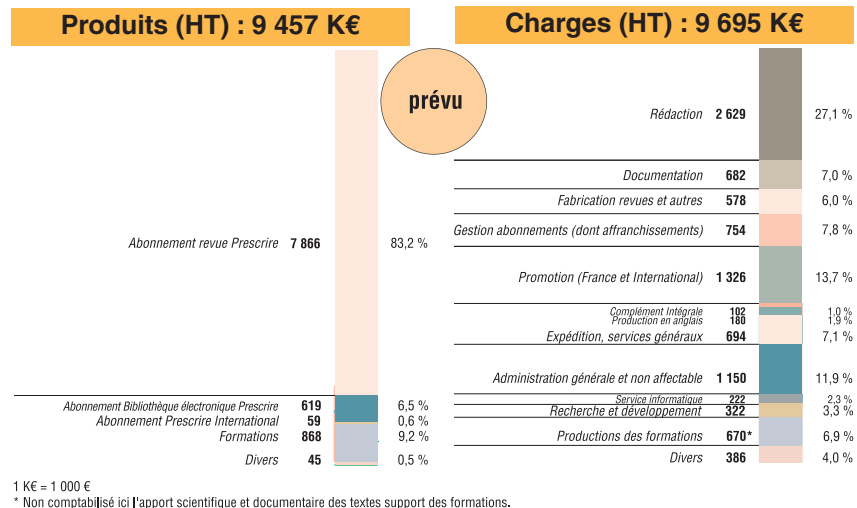 Produits (HT) : 9 457 K€
Charges (HT) : 9 695 K€
prévu
Abonnement revue Prescrire 7 866 83,2 %
Abonnement Bibliothèque électronique Prescrire 619 6,5 %
Abonnement Prescrire International 59 0,6 %
Formations 868 9,2 %
Divers 45 0,5 %
Rédaction 2 629 27,1 %
Documentation 682 7,0 %
Fabrication revues et autres 578 6,0 %
Gestion abonnements (dont affranchissements) 754 7,8 %
Promotion (France et International) 1 326 13,7 %
Complément Intégrale 102 1,0 %
Production en anglais 180 1,9 %
Expédition, services généraux 694 7,1 %
Administration générale et non affectable 1 150 11,9 %
Service informatique 222 2,3 %
Recherche et développement 322 3,3 %
Productions des formations 670* 6,9 %
Divers 386 4,0 %
1 K€ = 1 000 €
* Non comptabilisé ici l'apport scientifique et documentaire des textes support des formations.